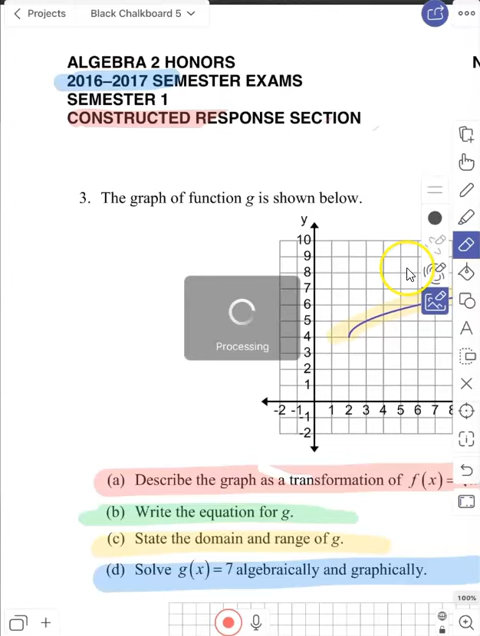 Projects Black Chalkboard 5
ALGEBRA 2 HONORS
2016–2017 SEMESTER EXAMS
SEMESTER 1
CONSTRUCTED RESPONSE SECTION
3. The graph of function g is shown below.
y
10
9
8
7
6
5
4
3
2
1
-2 -1 1 2 3 4 5 6 7 8
-1
-2
Processing
(a) Describe the graph as a transformation of f(x) =
(b) Write the equation for g.
(c) State the domain and range of g.
(d) Solve g(x) = 7 algebraically and graphically.
100%